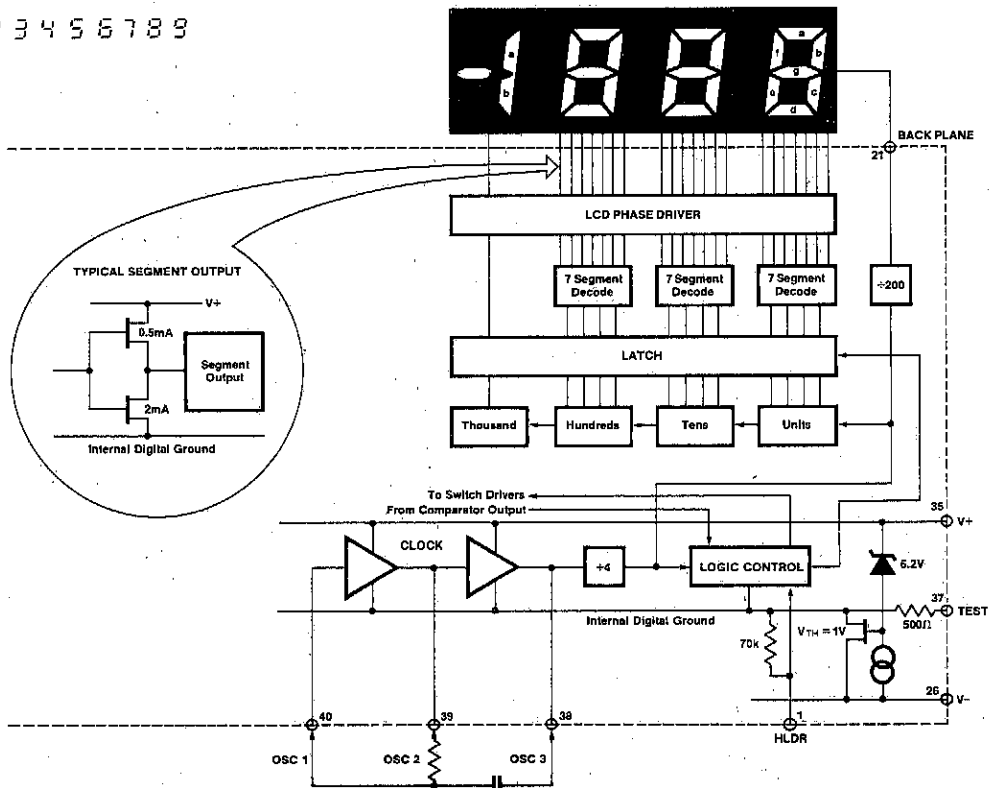 3 4 5 6 7 8 9
a
b
a
f
b
g
e
c
d
BACK PLANE
21
LCD PHASE DRIVER
TYPICAL SEGMENT OUTPUT
7 Segment
Decode
7 Segment
Decode
7 Segment
Decode
÷200
V+
0.5mA
Segment
Output
LATCH
2mA
Internal Digital Ground
Thousand
Hundreds
Tens
Units
To Switch Drivers
From Comparator Output
35
V+
CLOCK
÷4
LOGIC CONTROL
6.2V
37
TEST
Internal Digital Ground
500Ω
70k
VTH = 1V
26
V–
40
39
38
1
HLDR
OSC 1
OSC 2
OSC 3